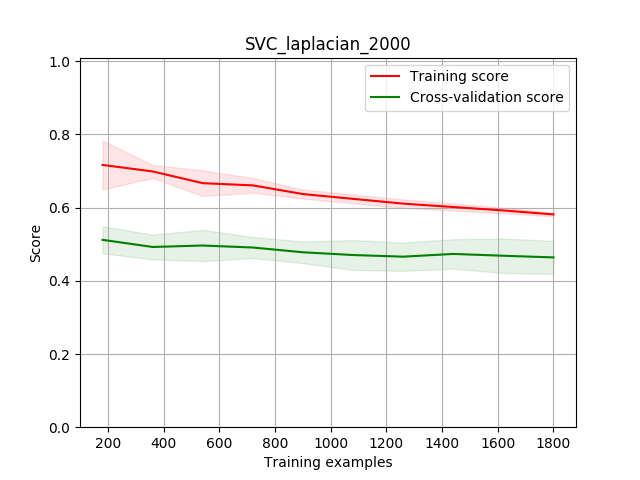 SVC_laplacian_2000
Training score
Cross-validation score
1.0
0.8
0.6
0.4
0.2
0.0
Score
200 400 600 800 1000 1200 1400 1600 1800
Training examples